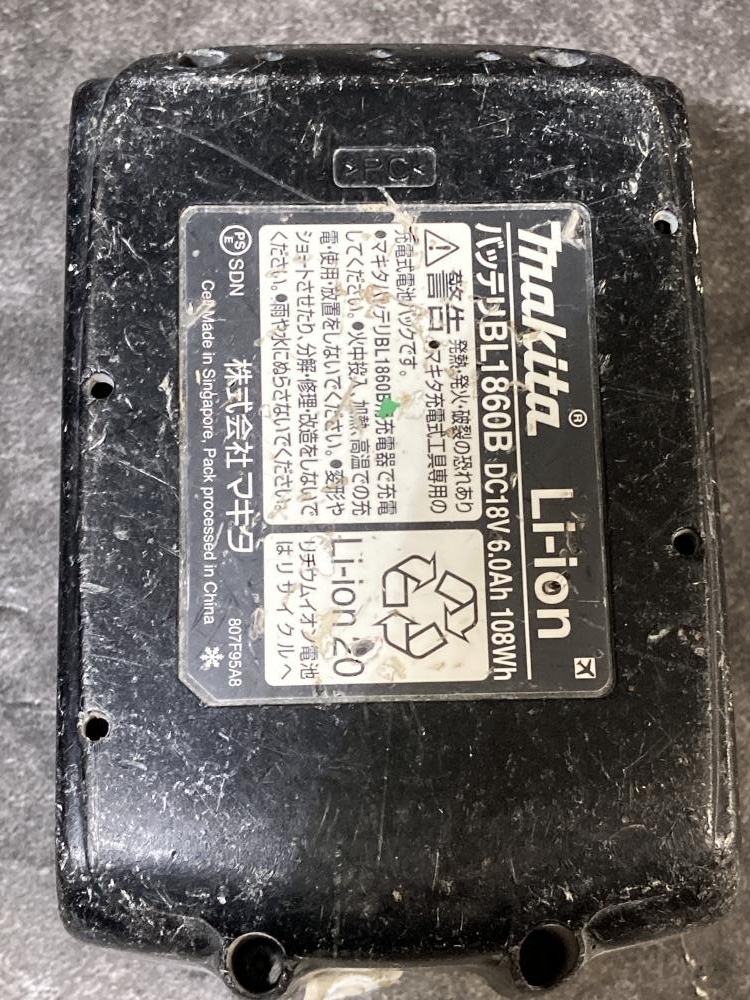 >PC<
makita® Li-ion
バッテリBL1860B DC18V 6.0Ah 108Wh
警告 発熱・発火・破裂の恐れあり
●マキタ充電式工具専用の
充電式電池パックです。
●マキタバッテリBL1860B用充電器で充電
してください。●火中投入、加熱、高温での充
電・使用・放置をしないでください。●変形や
ショートさせたり、分解・修理・改造をしないで
ください。●雨や水にぬらさないでください。
Li-ion 20
リチウムイオン電池
はリサイクルへ
株式会社マキタ
PSE SDN
Cell Made in Singapore, Pack processed in China
807F95A8